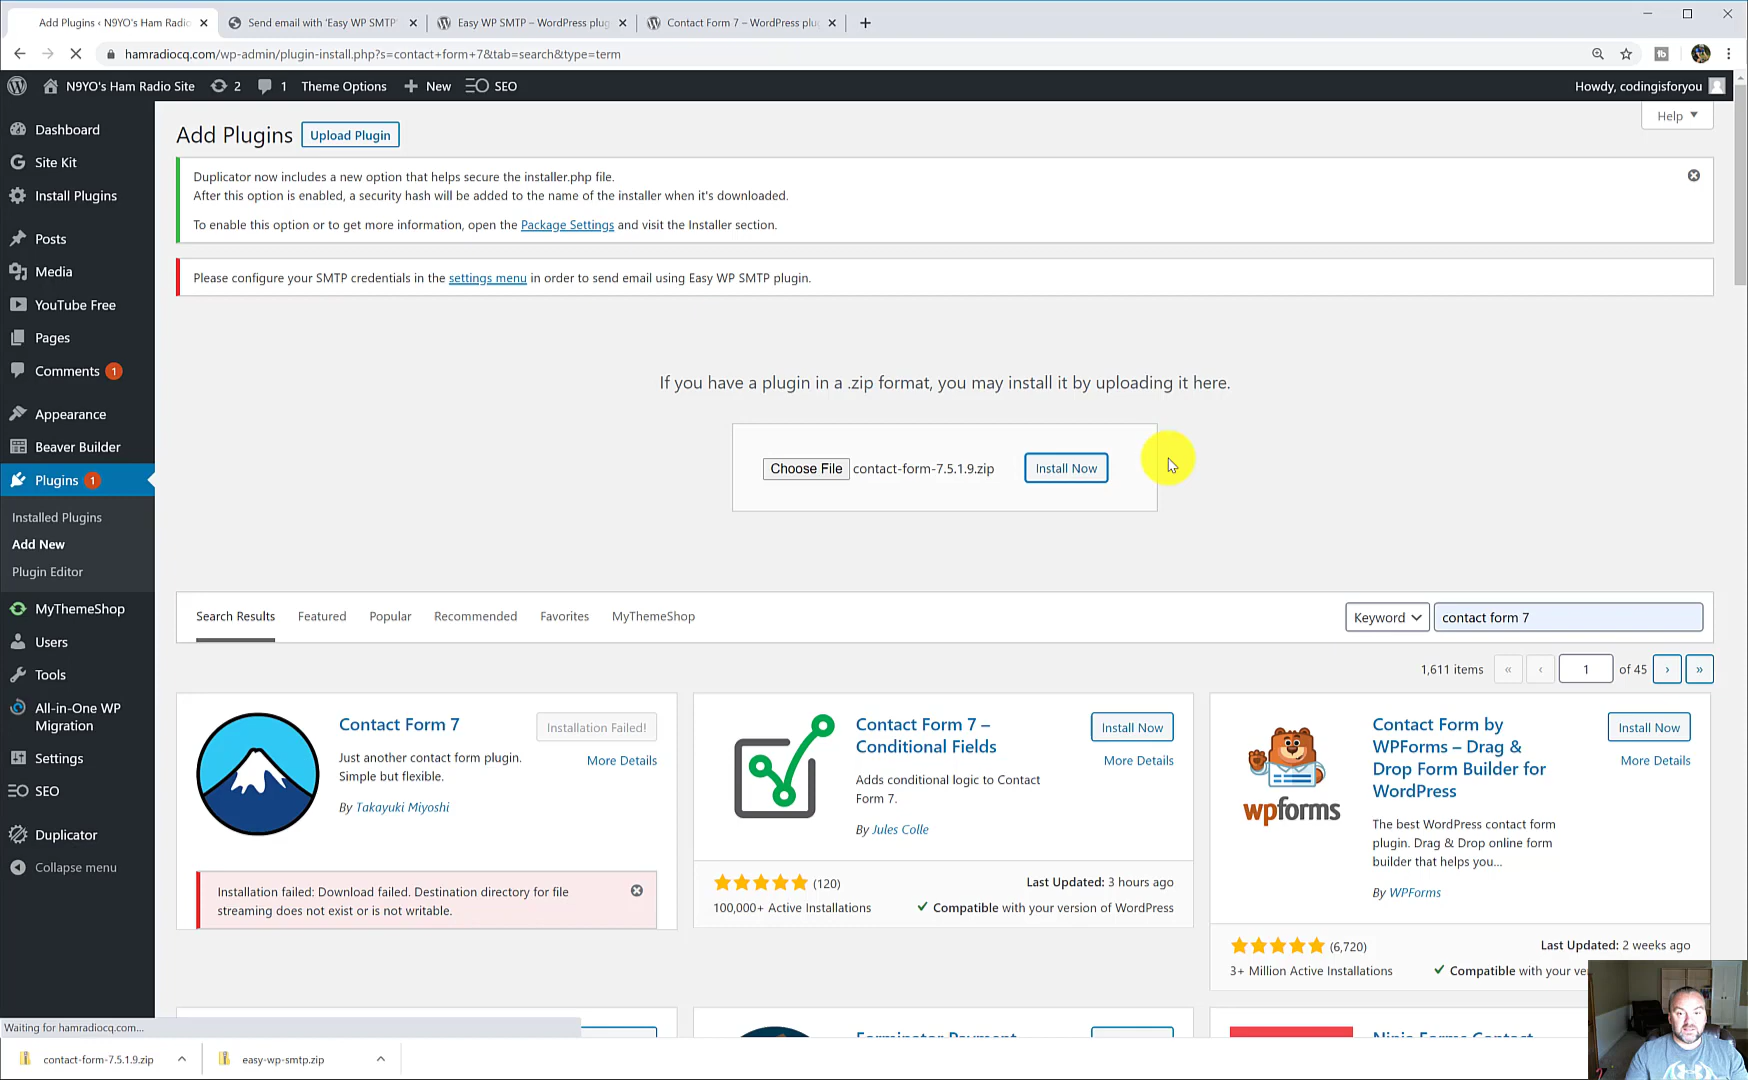 Add Plugins ‹ N9YO's Ham Radio
Send email with 'Easy WP SMTP'
Easy WP SMTP – WordPress plug
Contact Form 7 – WordPress plu
hamradiocq.com/wp-admin/plugin-install.php?s=contact+form+7&tab=search&type=term
N9YO's Ham Radio Site
2
1
Theme Options
New
SEO
Howdy, codingisforyou
Dashboard
Site Kit
Install Plugins
Posts
Media
YouTube Free
Pages
Comments 1
Appearance
Beaver Builder
Plugins 1
Installed Plugins
Add New
Plugin Editor
MyThemeShop
Users
Tools
All-in-One WP
Migration
Settings
SEO
Duplicator
Collapse menu
Help
Add Plugins
Upload Plugin
Duplicator now includes a new option that helps secure the installer.php file.
After this option is enabled, a security hash will be added to the name of the installer when it's downloaded.
To enable this option or to get more information, open the Package Settings and visit the Installer section.
Please configure your SMTP credentials in the settings menu in order to send email using Easy WP SMTP plugin.
If you have a plugin in a .zip format, you may install it by uploading it here.
Choose File contact-form-7.5.1.9.zip
Install Now
Search Results
Featured
Popular
Recommended
Favorites
MyThemeShop
Keyword
contact form 7
1,611 items
«
‹
1
of 45
›
»
Contact Form 7
Installation Failed!
More Details
Just another contact form plugin.
Simple but flexible.
By Takayuki Miyoshi
Installation failed: Download failed. Destination directory for file
streaming does not exist or is not writable.
Contact Form 7 –
Conditional Fields
Install Now
More Details
Adds conditional logic to Contact
Form 7.
By Jules Colle
(120)
100,000+ Active Installations
Last Updated: 3 hours ago
Compatible with your version of WordPress
wpforms
Contact Form by
WPForms – Drag &
Drop Form Builder for
WordPress
Install Now
More Details
The best WordPress contact form
plugin. Drag & Drop online form
builder that helps you...
By WPForms
(6,720)
3+ Million Active Installations
Last Updated: 2 weeks ago
Compatible with your ve
Forminator Payment
Ninja Forms Contact
Waiting for hamradiocq.com...
contact-form-7.5.1.9.zip
easy-wp-smtp.zip